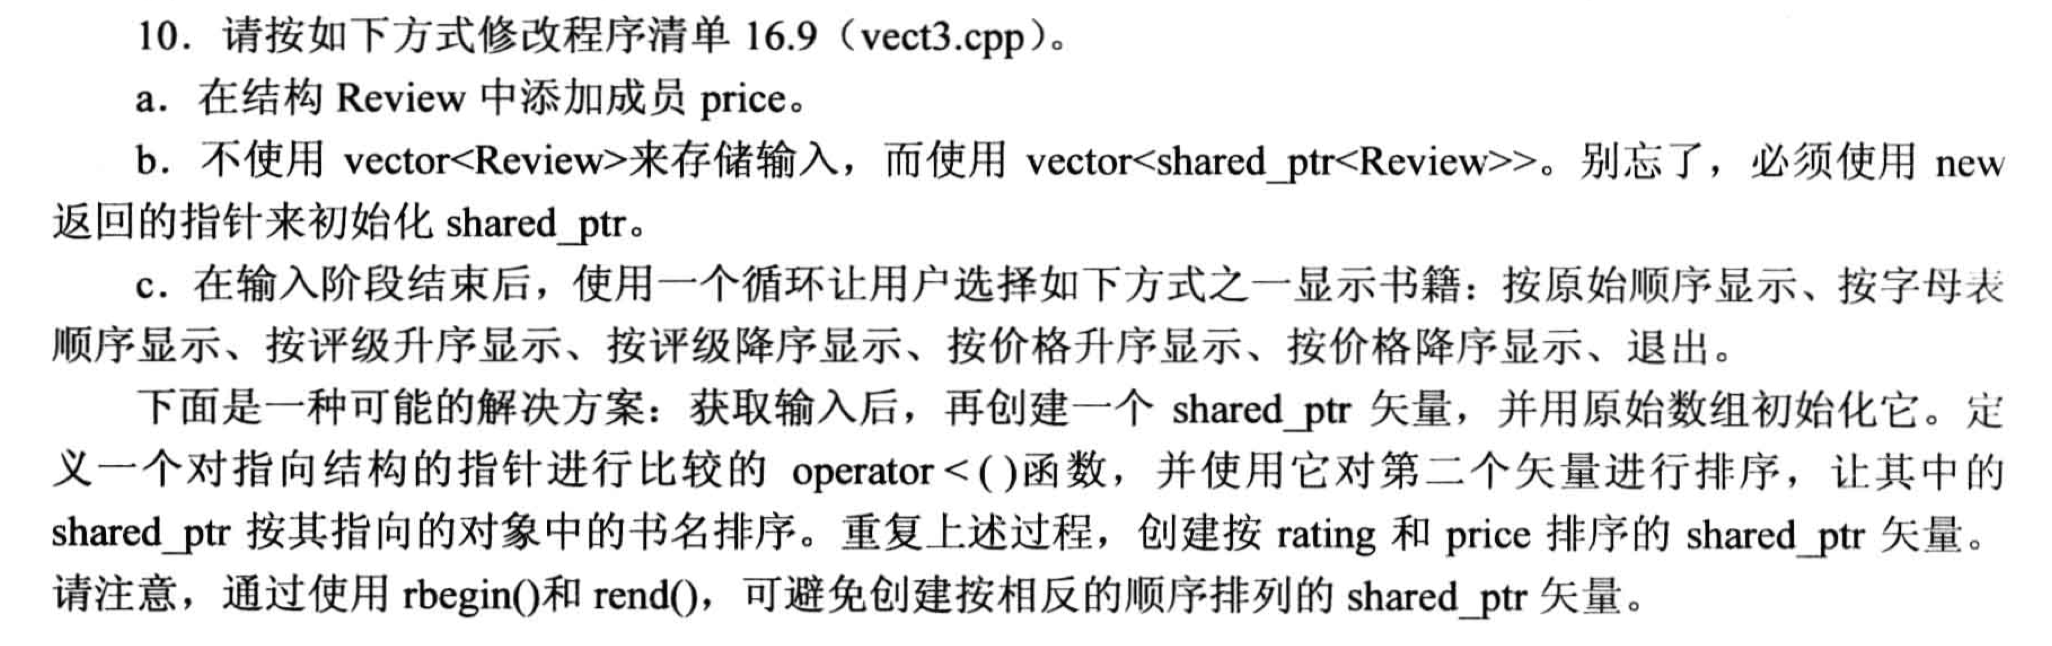 10．请按如下方式修改程序清单 16.9（vect3.cpp）。
a．在结构 Review 中添加成员 price。
b．不使用 vector<Review>来存储输入，而使用 vector<shared_ptr<Review>>。别忘了，必须使用 new
返回的指针来初始化 shared_ptr。
c．在输入阶段结束后，使用一个循环让用户选择如下方式之一显示书籍：按原始顺序显示、按字母表
顺序显示、按评级升序显示、按评级降序显示、按价格升序显示、按价格降序显示、退出。
下面是一种可能的解决方案：获取输入后，再创建一个 shared_ptr 矢量，并用原始数组初始化它。定
义一个对指向结构的指针进行比较的 operator < ( )函数，并使用它对第二个矢量进行排序，让其中的
shared_ptr 按其指向的对象中的书名排序。重复上述过程，创建按 rating 和 price 排序的 shared_ptr 矢量。
请注意，通过使用 rbegin()和 rend()，可避免创建按相反的顺序排列的 shared_ptr 矢量。